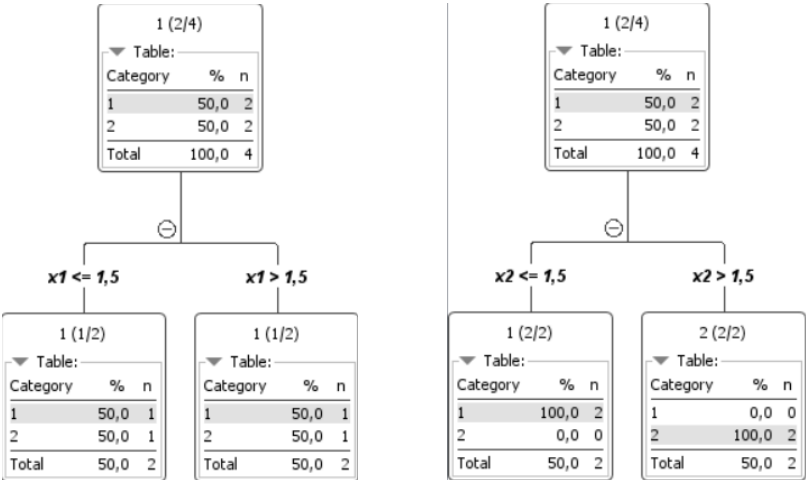 1 (2/4)
Table:
Category % n
1 50,0 2
2 50,0 2
Total 100,0 4
x1 <= 1,5
x1 > 1,5
1 (1/2)
Table:
Category % n
1 50,0 1
2 50,0 1
Total 50,0 2
1 (1/2)
Table:
Category % n
1 50,0 1
2 50,0 1
Total 50,0 2
1 (2/4)
Table:
Category % n
1 50,0 2
2 50,0 2
Total 100,0 4
x2 <= 1,5
x2 > 1,5
1 (2/2)
Table:
Category % n
1 100,0 2
2 0,0 0
Total 50,0 2
2 (2/2)
Table:
Category % n
1 0,0 0
2 100,0 2
Total 50,0 2